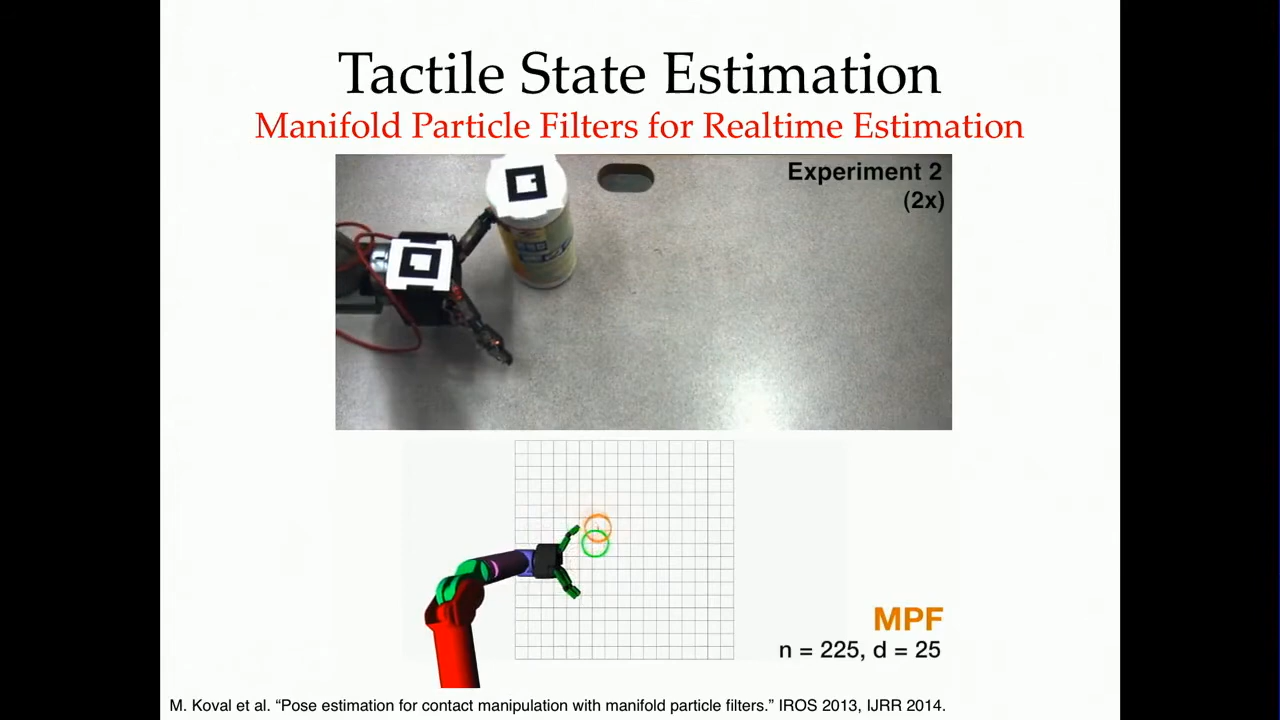 Tactile State Estimation
Manifold Particle Filters for Realtime Estimation
Experiment 2
(2x)
MPF
n = 225, d = 25
M. Koval et al. “Pose estimation for contact manipulation with manifold particle filters.” IROS 2013, IJRR 2014.